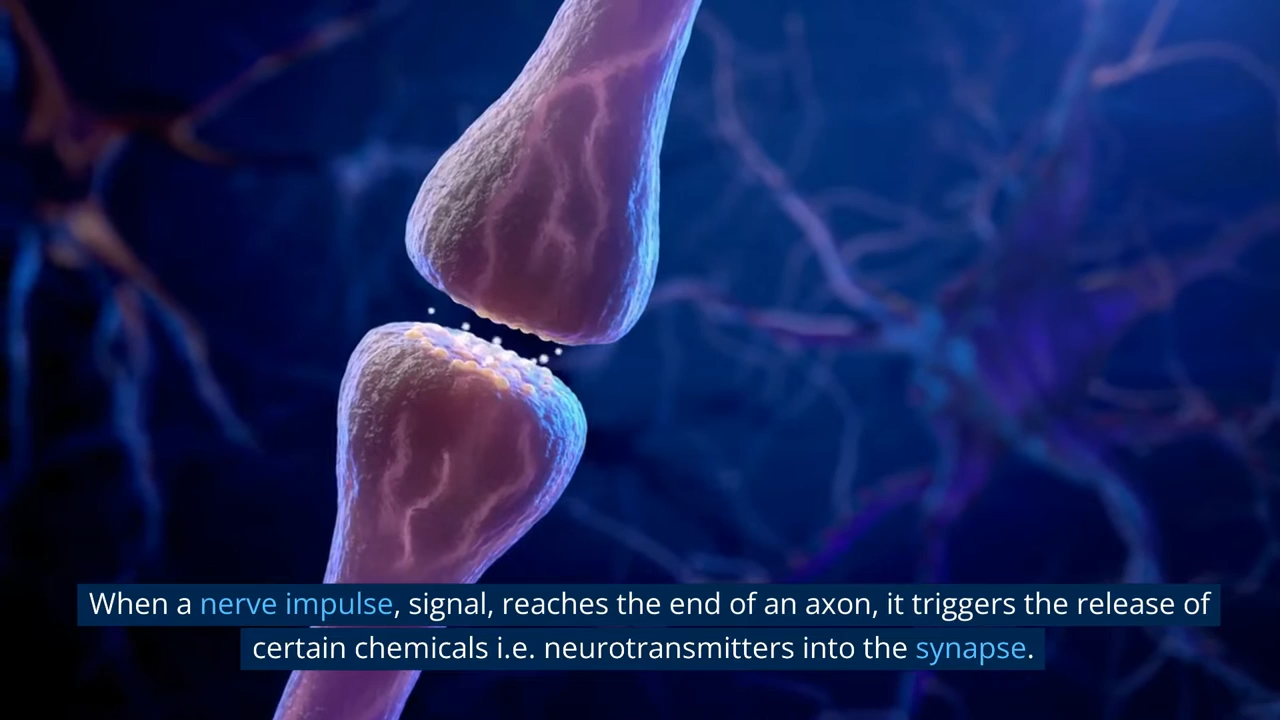 When a nerve impulse, signal, reaches the end of an axon, it triggers the release of
certain chemicals i.e. neurotransmitters into the synapse.